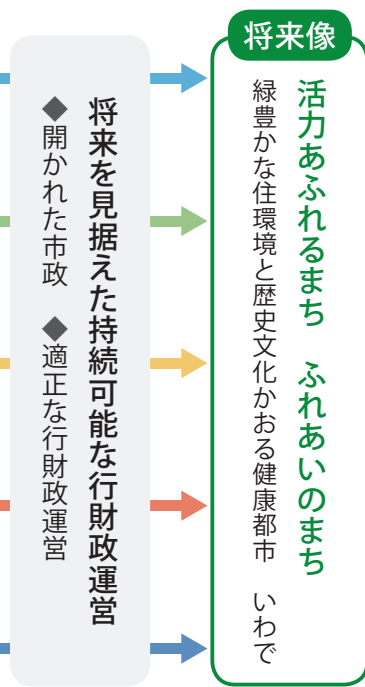 将来像
活力あふれるまち　ふれあいのまち
緑豊かな住環境と歴史文化かおる健康都市　いわで
将来を見据えた持続可能な行財政運営
◆開かれた市政　◆適正な行財政運営